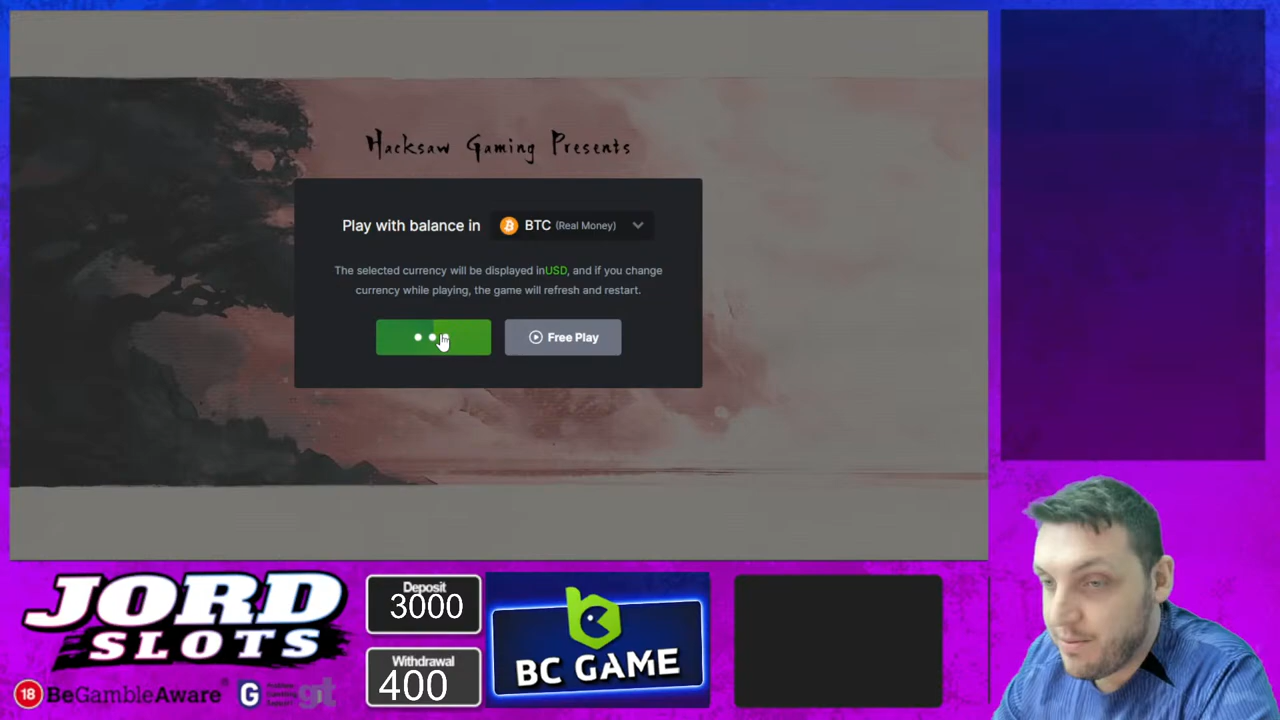 Hacksaw Gaming Presents
Play with balance in BTC (Real Money)
The selected currency will be displayed inUSD, and if you change
currency while playing, the game will refresh and restart.
Free Play
JORD
SLOTS
Deposit
3000
Withdrawal
400
BC GAME
18 BeGambleAware